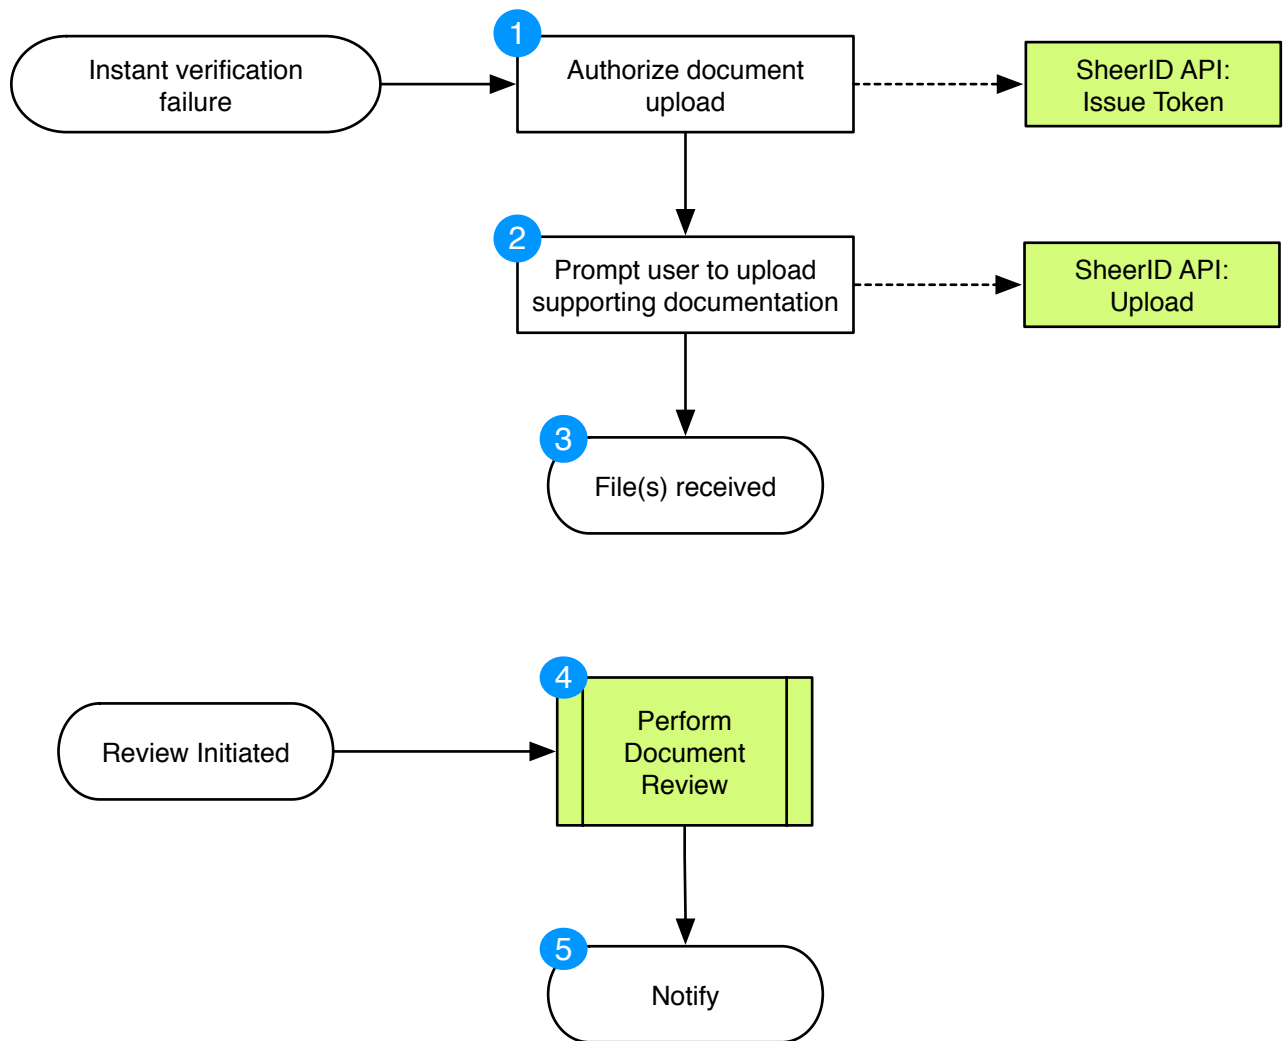 Instant verification
failure
1
Authorize document
upload
SheerID API:
Issue Token
2
Prompt user to upload
supporting documentation
SheerID API:
Upload
3
File(s) received
Review Initiated
4
Perform
Document
Review
5
Notify